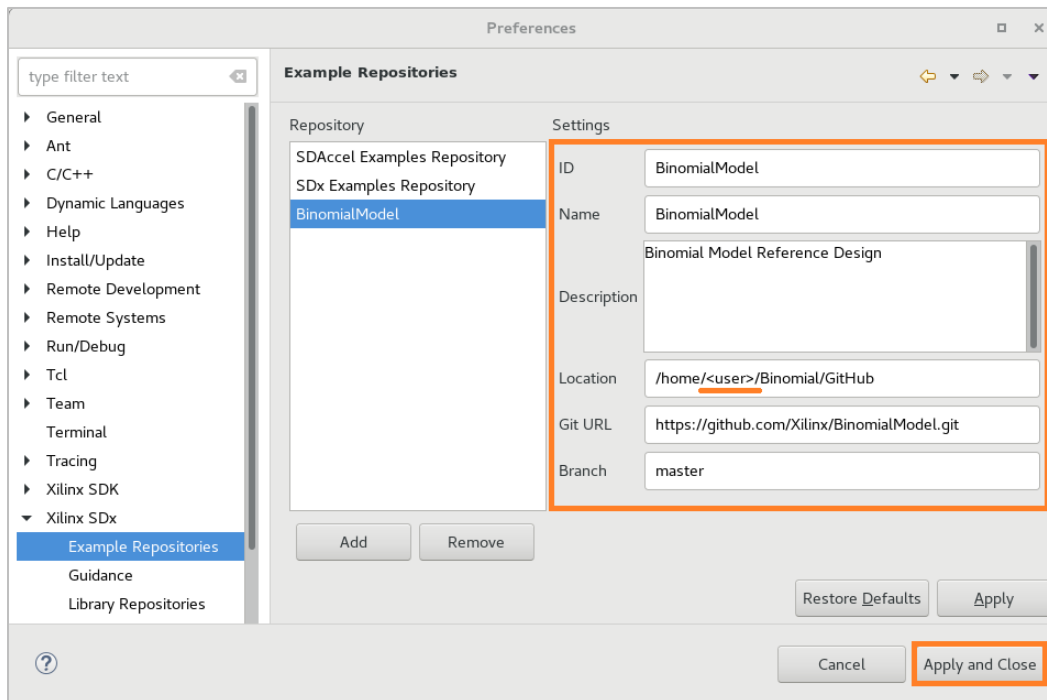 Preferences
type filter text
Example Repositories
General
Ant
C/C++
Dynamic Languages
Help
Install/Update
Remote Development
Remote Systems
Run/Debug
Tcl
Team
Terminal
Tracing
Xilinx SDK
Xilinx SDx
Example Repositories
Guidance
Library Repositories
Repository
SDAccel Examples Repository
SDx Examples Repository
BinomialModel
Add
Remove
Settings
ID
BinomialModel
Name
BinomialModel
Description
Binomial Model Reference Design
Location
/home/<user>/Binomial/GitHub
Git URL
https://github.com/Xilinx/BinomialModel.git
Branch
master
Restore Defaults
Apply
?
Cancel
Apply and Close